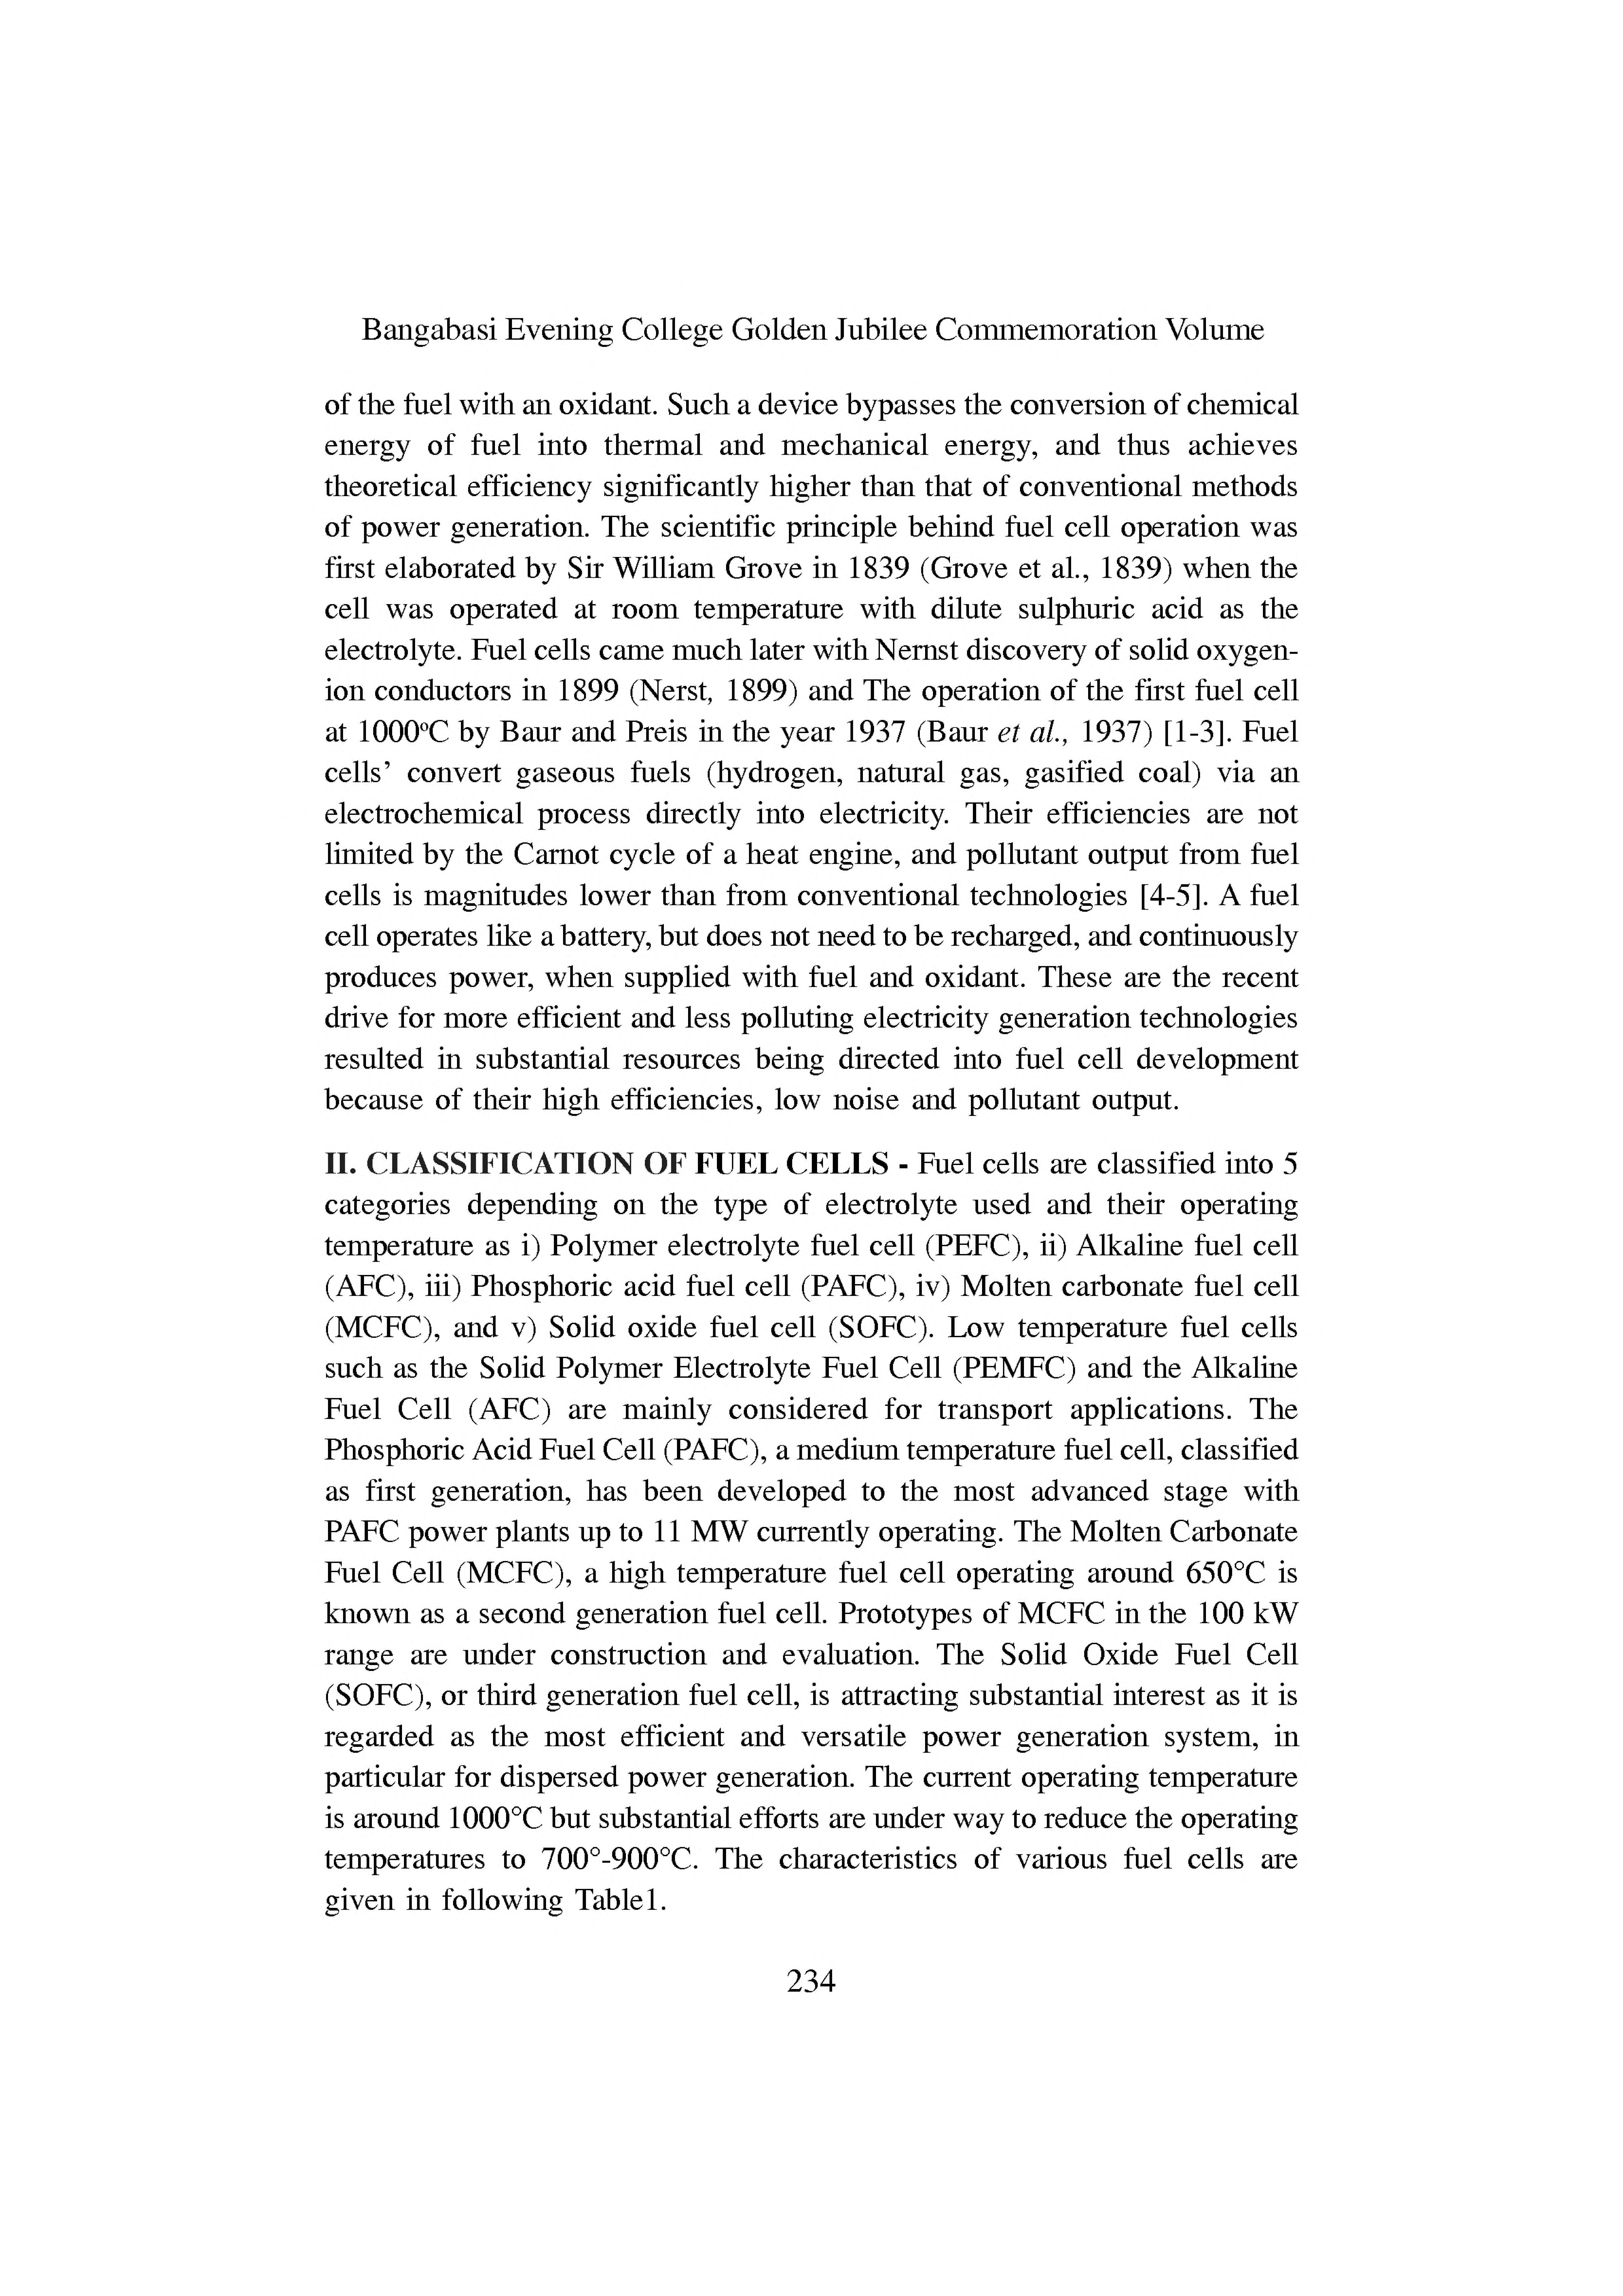 Bangabasi Evening College Golden Jubilee Commemoration Volume
of the fuel with an oxidant. Such a device bypasses the conversion of chemical
energy of fuel into thermal and mechanical energy, and thus achieves
theoretical efficiency significantly higher than that of conventional methods
of power generation. The scientific principle behind fuel cell operation was
first elaborated by Sir William Grove in 1839 (Grove et al., 1839) when the
cell was operated at room temperature with dilute sulphuric acid as the
electrolyte. Fuel cells came much later with Nernst discovery of solid oxygen-
ion conductors in 1899 (Nerst, 1899) and The operation of the first fuel cell
at 1000ºC by Baur and Preis in the year 1937 (Baur et al., 1937) [1-3]. Fuel
cells’ convert gaseous fuels (hydrogen, natural gas, gasified coal) via an
electrochemical process directly into electricity. Their efficiencies are not
limited by the Carnot cycle of a heat engine, and pollutant output from fuel
cells is magnitudes lower than from conventional technologies [4-5]. A fuel
cell operates like a battery, but does not need to be recharged, and continuously
produces power, when supplied with fuel and oxidant. These are the recent
drive for more efficient and less polluting electricity generation technologies
resulted in substantial resources being directed into fuel cell development
because of their high efficiencies, low noise and pollutant output.
II. CLASSIFICATION OF FUEL CELLS - Fuel cells are classified into 5
categories depending on the type of electrolyte used and their operating
temperature as i) Polymer electrolyte fuel cell (PEFC), ii) Alkaline fuel cell
(AFC), iii) Phosphoric acid fuel cell (PAFC), iv) Molten carbonate fuel cell
(MCFC), and v) Solid oxide fuel cell (SOFC). Low temperature fuel cells
such as the Solid Polymer Electrolyte Fuel Cell (PEMFC) and the Alkaline
Fuel Cell (AFC) are mainly considered for transport applications. The
Phosphoric Acid Fuel Cell (PAFC), a medium temperature fuel cell, classified
as first generation, has been developed to the most advanced stage with
PAFC power plants up to 11 MW currently operating. The Molten Carbonate
Fuel Cell (MCFC), a high temperature fuel cell operating around 650°C is
known as a second generation fuel cell. Prototypes of MCFC in the 100 kW
range are under construction and evaluation. The Solid Oxide Fuel Cell
(SOFC), or third generation fuel cell, is attracting substantial interest as it is
regarded as the most efficient and versatile power generation system, in
particular for dispersed power generation. The current operating temperature
is around 1000°C but substantial efforts are under way to reduce the operating
temperatures to 700°-900°C. The characteristics of various fuel cells are
given in following Table1.
234